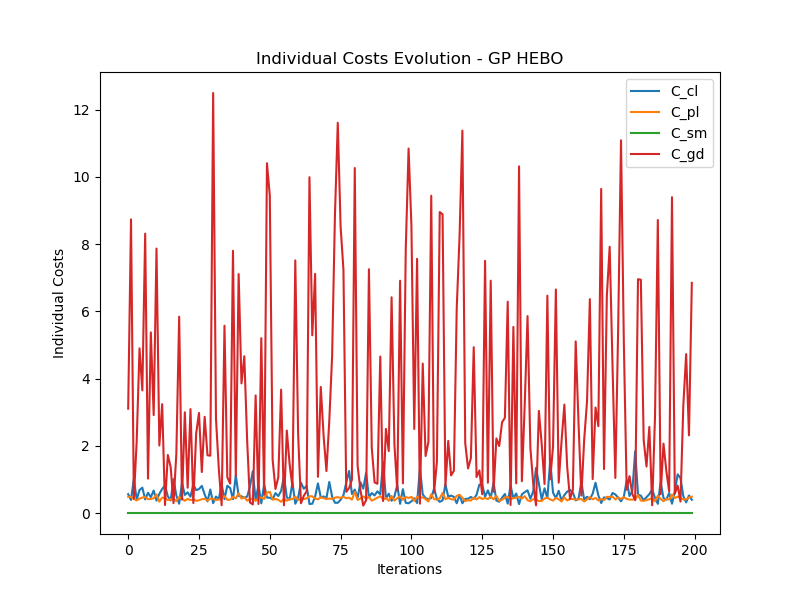 Individual Costs Evolution - GP HEBO
C_cl
C_pl
C_sm
C_gd
12
10
8
6
4
2
0
Individual Costs
0 25 50 75 100 125 150 175 200
Iterations